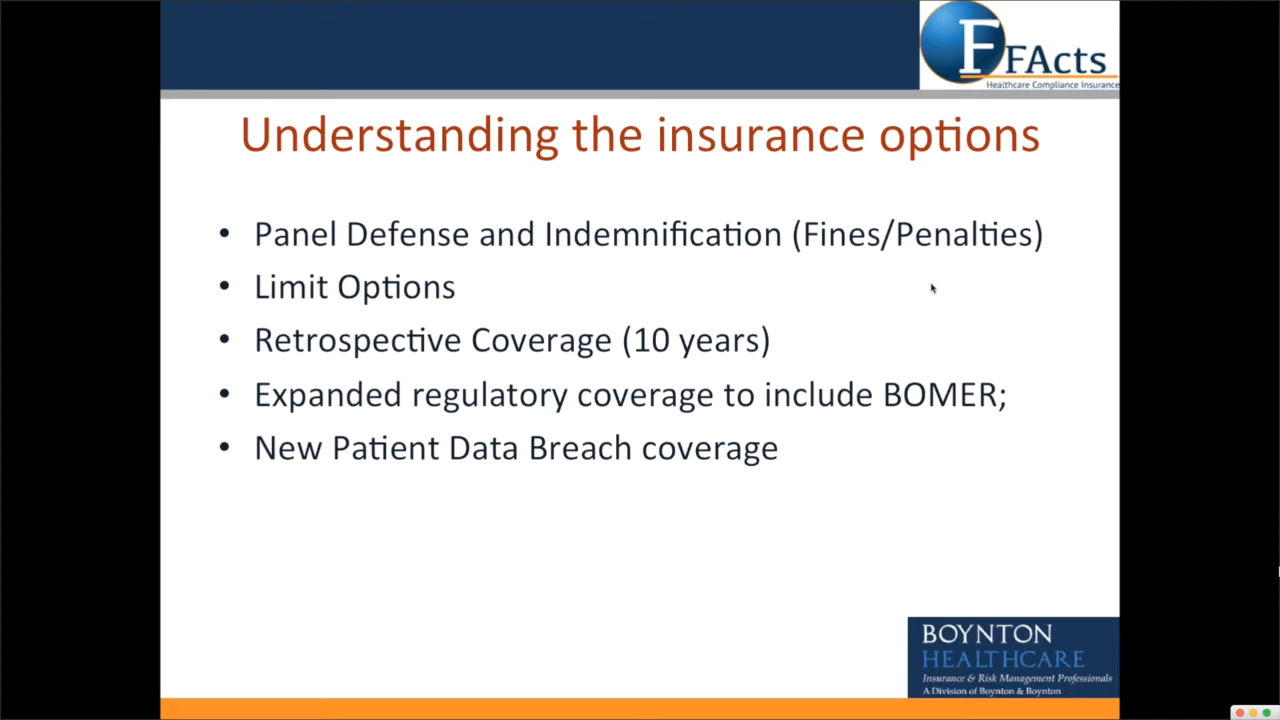 F
FActs
Healthcare Compliance Insurance
Understanding the insurance options
• Panel Defense and Indemnification (Fines/Penalties)
• Limit Options
• Retrospective Coverage (10 years)
• Expanded regulatory coverage to include BOMER;
• New Patient Data Breach coverage
BOYNTON
HEALTHCARE
Insurance & Risk Management Professionals
A Division of Boynton & Boynton